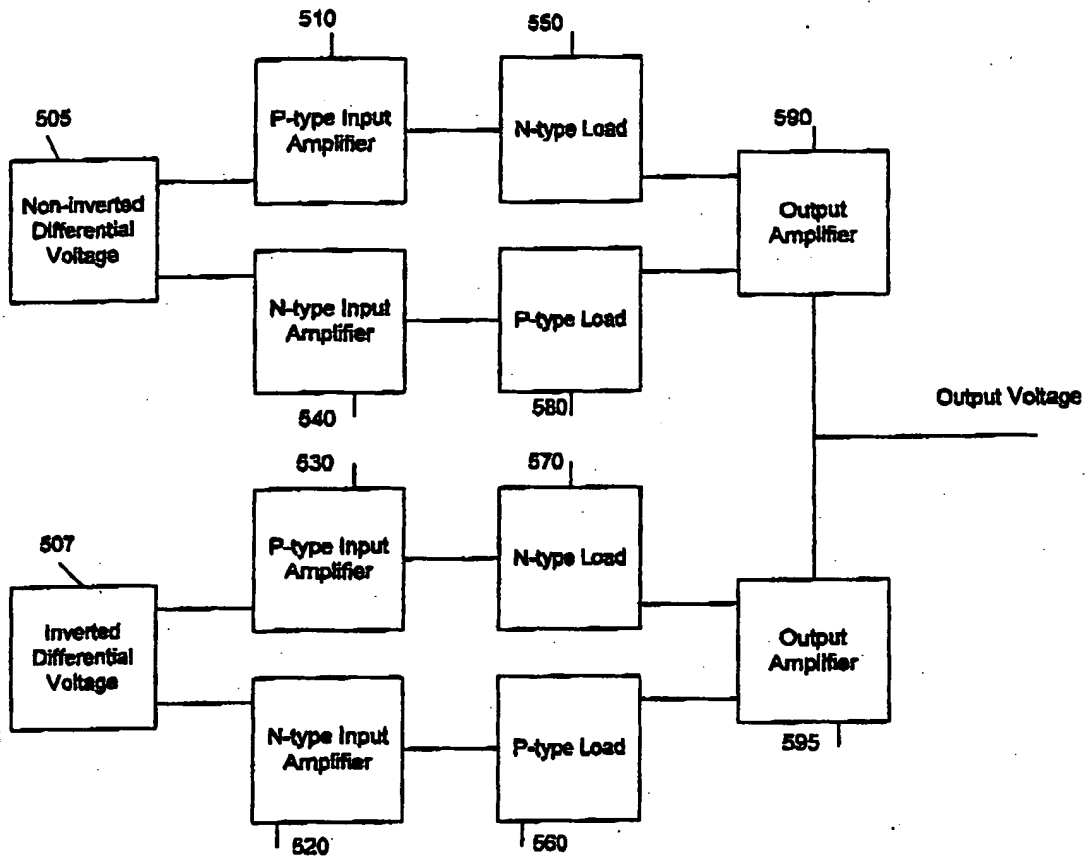 510
550
505
P-type Input
Amplifier
N-type Load
590
Non-inverted
Differential
Voltage
Output
Amplifier
N-type Input
Amplifier
P-type Load
540
580
Output Voltage
530
570
507
P-type Input
Amplifier
N-type Load
Inverted
Differential
Voltage
Output
Amplifier
N-type Input
Amplifier
P-type Load
595
520
560